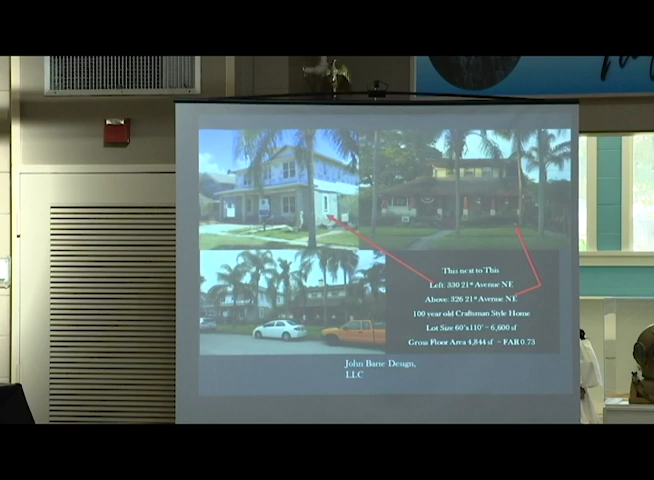 This next to This
Left: 330 21st Avenue NE
Above: 326 21st Avenue NE
100 year old Craftsman Style Home
Lot Size 60'x110' = 6,600 sf
Gross Floor Area 4,844 sf - FAR 0.73
John Bane Design,
LLC